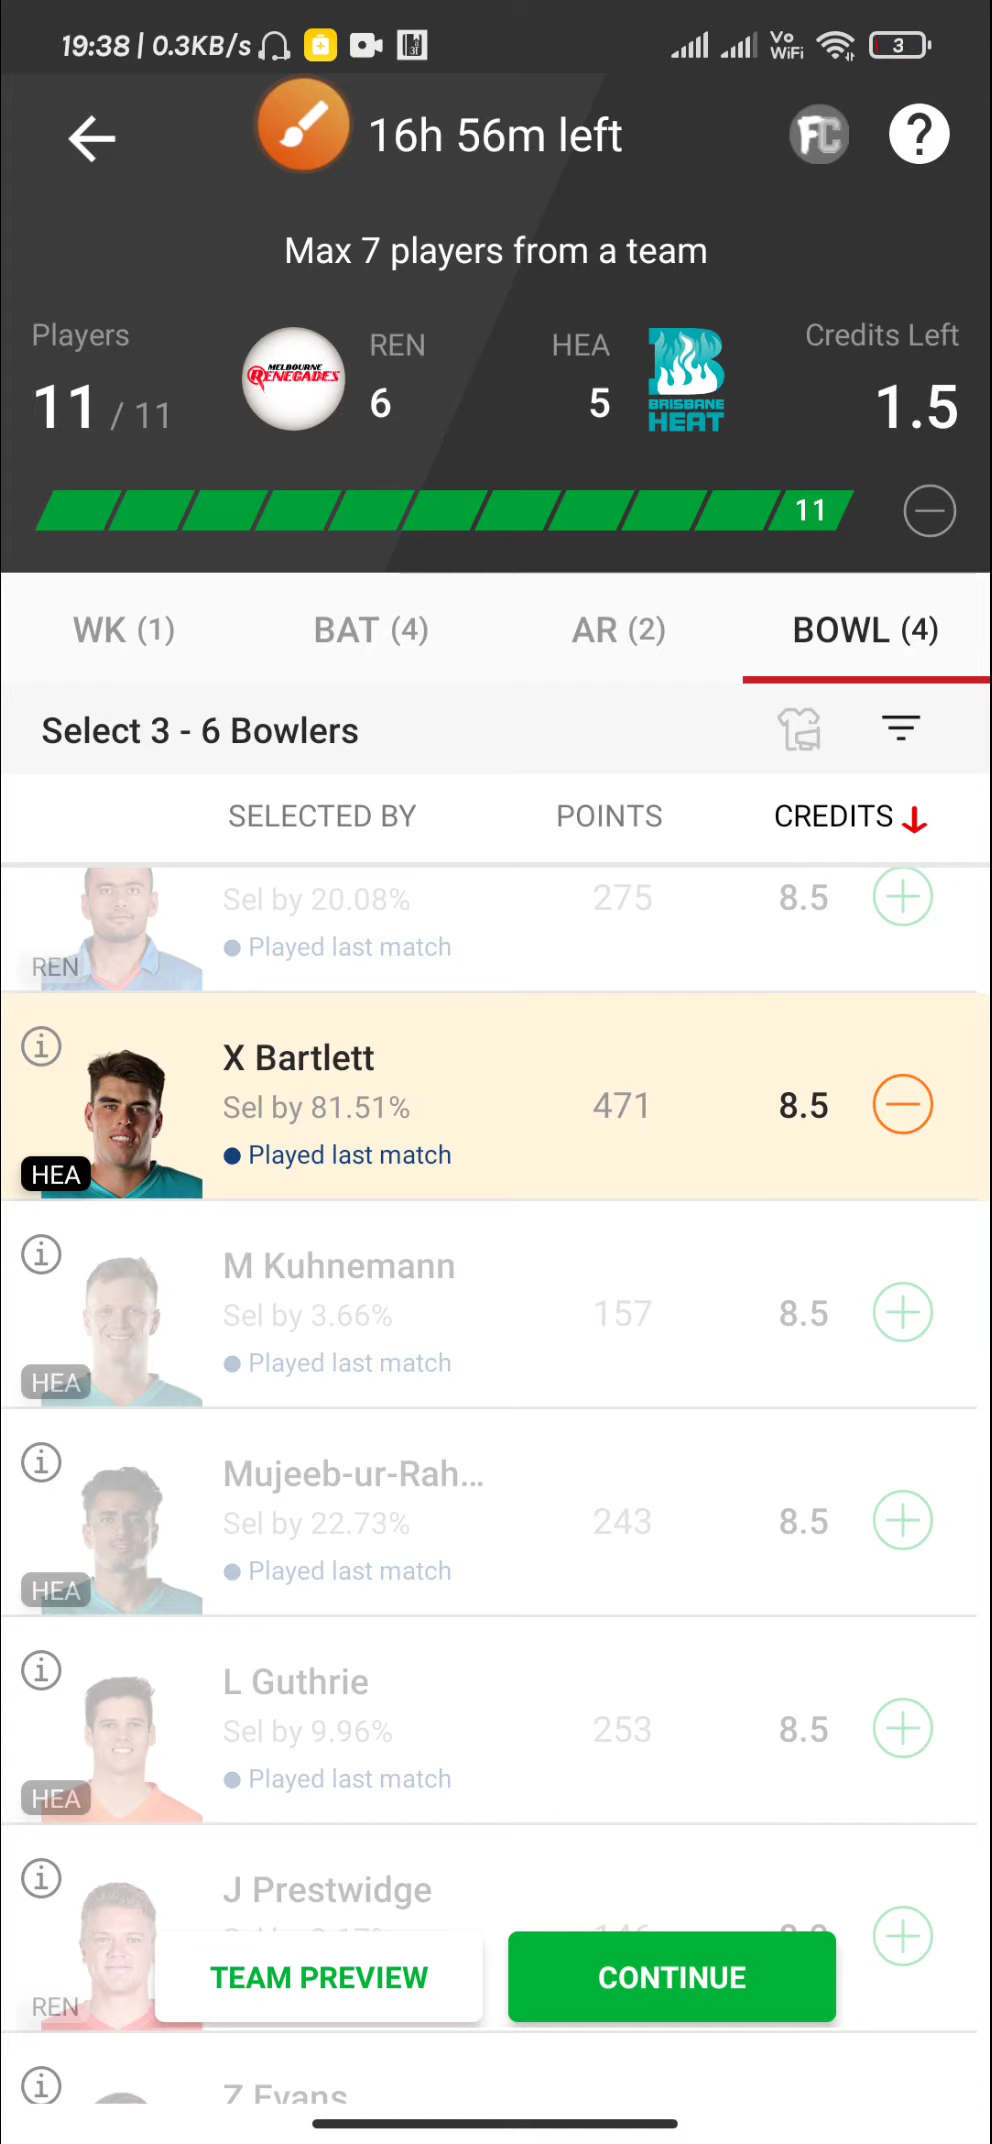 19:38 | 0.3KB/s
Vo WiFi
3
16h 56m left
FC
?
Max 7 players from a team
Players
11 / 11
MELBOURNE
RENEGADES
REN
6
HEA
5
B
BRISBANE
HEAT
Credits Left
1.5
11
WK (1)
BAT (4)
AR (2)
BOWL (4)
Select 3 - 6 Bowlers
SELECTED BY
POINTS
CREDITS
Sel by 20.08%
275
8.5
Played last match
REN
X Bartlett
Sel by 81.51%
471
8.5
Played last match
HEA
M Kuhnemann
Sel by 3.66%
157
8.5
Played last match
HEA
Mujeeb-ur-Rah...
Sel by 22.73%
243
8.5
Played last match
HEA
L Guthrie
Sel by 9.96%
253
8.5
Played last match
HEA
J Prestwidge
REN
TEAM PREVIEW
CONTINUE
Z Evans